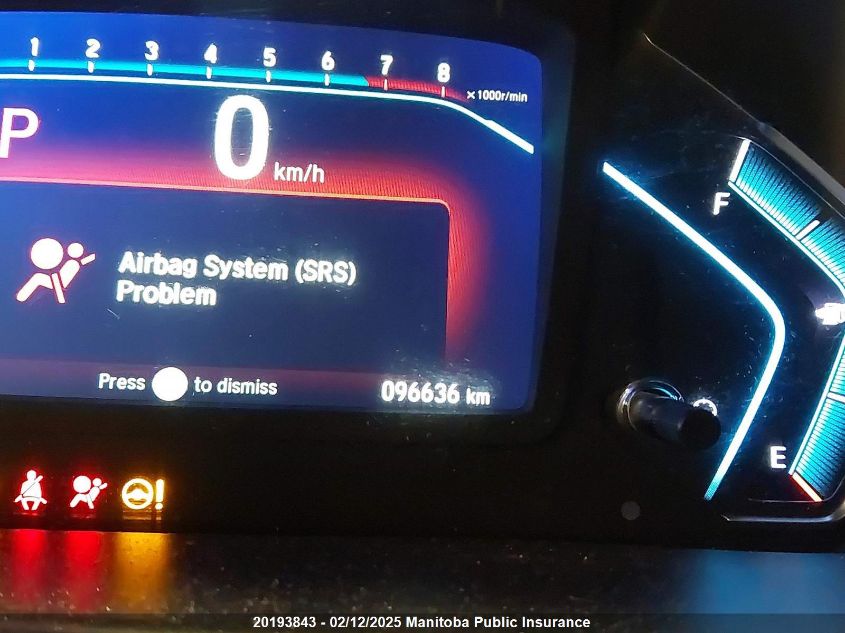 1 2 3 4 5 6 7 8
x 1000r/min
P
0 km/h
F
Airbag System (SRS)
Problem
Press to dismiss
096636 km
E
20193843 - 02/12/2025 Manitoba Public Insurance